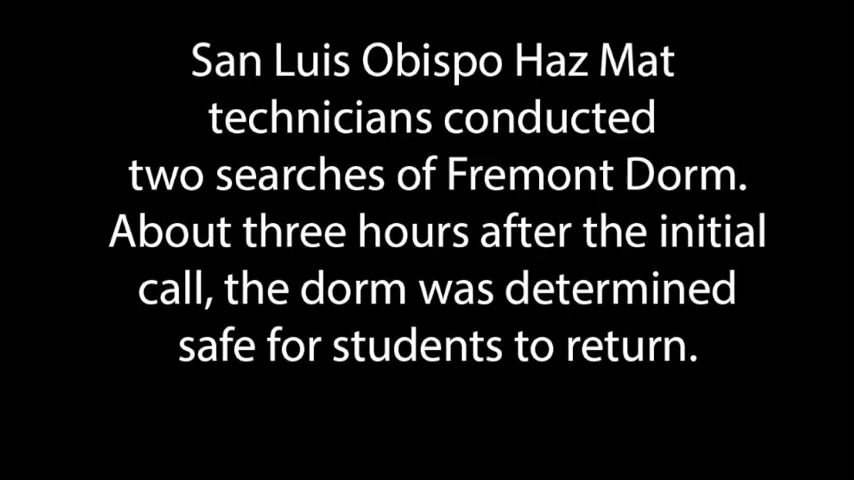 San Luis Obispo Haz Mat
technicians conducted
two searches of Fremont Dorm.
About three hours after the initial
call, the dorm was determined
safe for students to return.